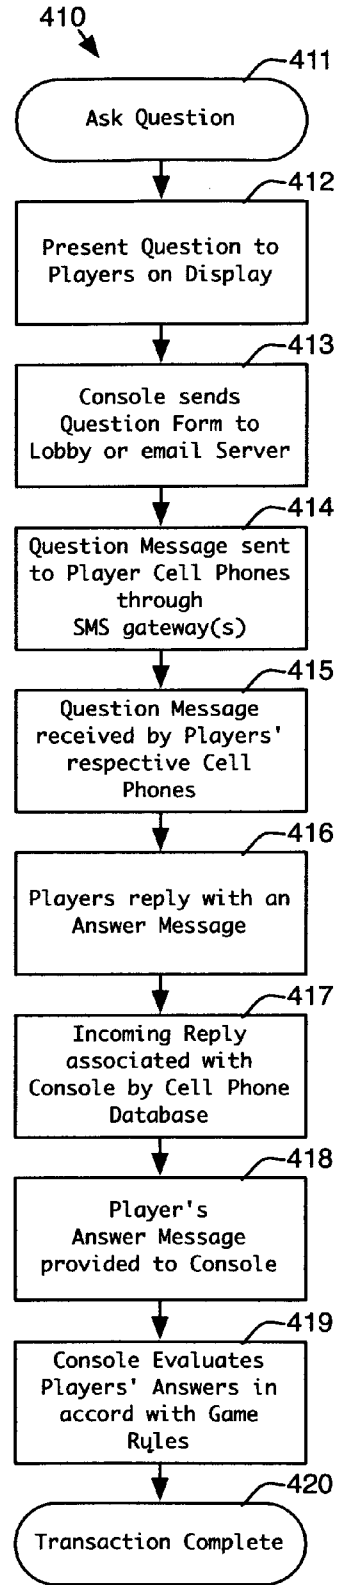 410
411
Ask Question
412
Present Question to
Players on Display
413
Console sends
Question Form to
Lobby or email Server
414
Question Message sent
to Player Cell Phones
through
SMS gateway(s)
415
Question Message
received by Players'
respective Cell
Phones
416
Players reply with an
Answer Message
417
Incoming Reply
associated with
Console by Cell Phone
Database
418
Player's
Answer Message
provided to Console
419
Console Evaluates
Players' Answers in
accord with Game
Rules
420
Transaction Complete